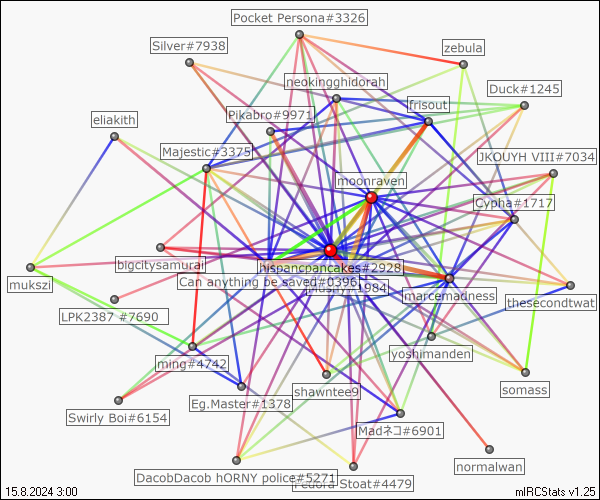 Pocket Persona#3326
Silver#7938
zebula
neokingghidorah
Duck#1245
Pikabro#9971
frisout
eliakith
Majestic#3375
JKOUYH VIII#7034
moonraven
Cypha#1717
bigcitysamurai
hispancpancakes#2928
Can anything be saved#0396
#1984
mukszi
marcemadness
thesecondtwat
LPK2387 #7690
yoshimanden
ming#4742
shawntee9
somass
Eg.Master#1378
Swirly Boi#6154
Madネコ#6901
normalwan
DacobDacob hORNY police#5271
Fedora Stoat#4479
15.8.2024 3:00
mIRCStats v1.25